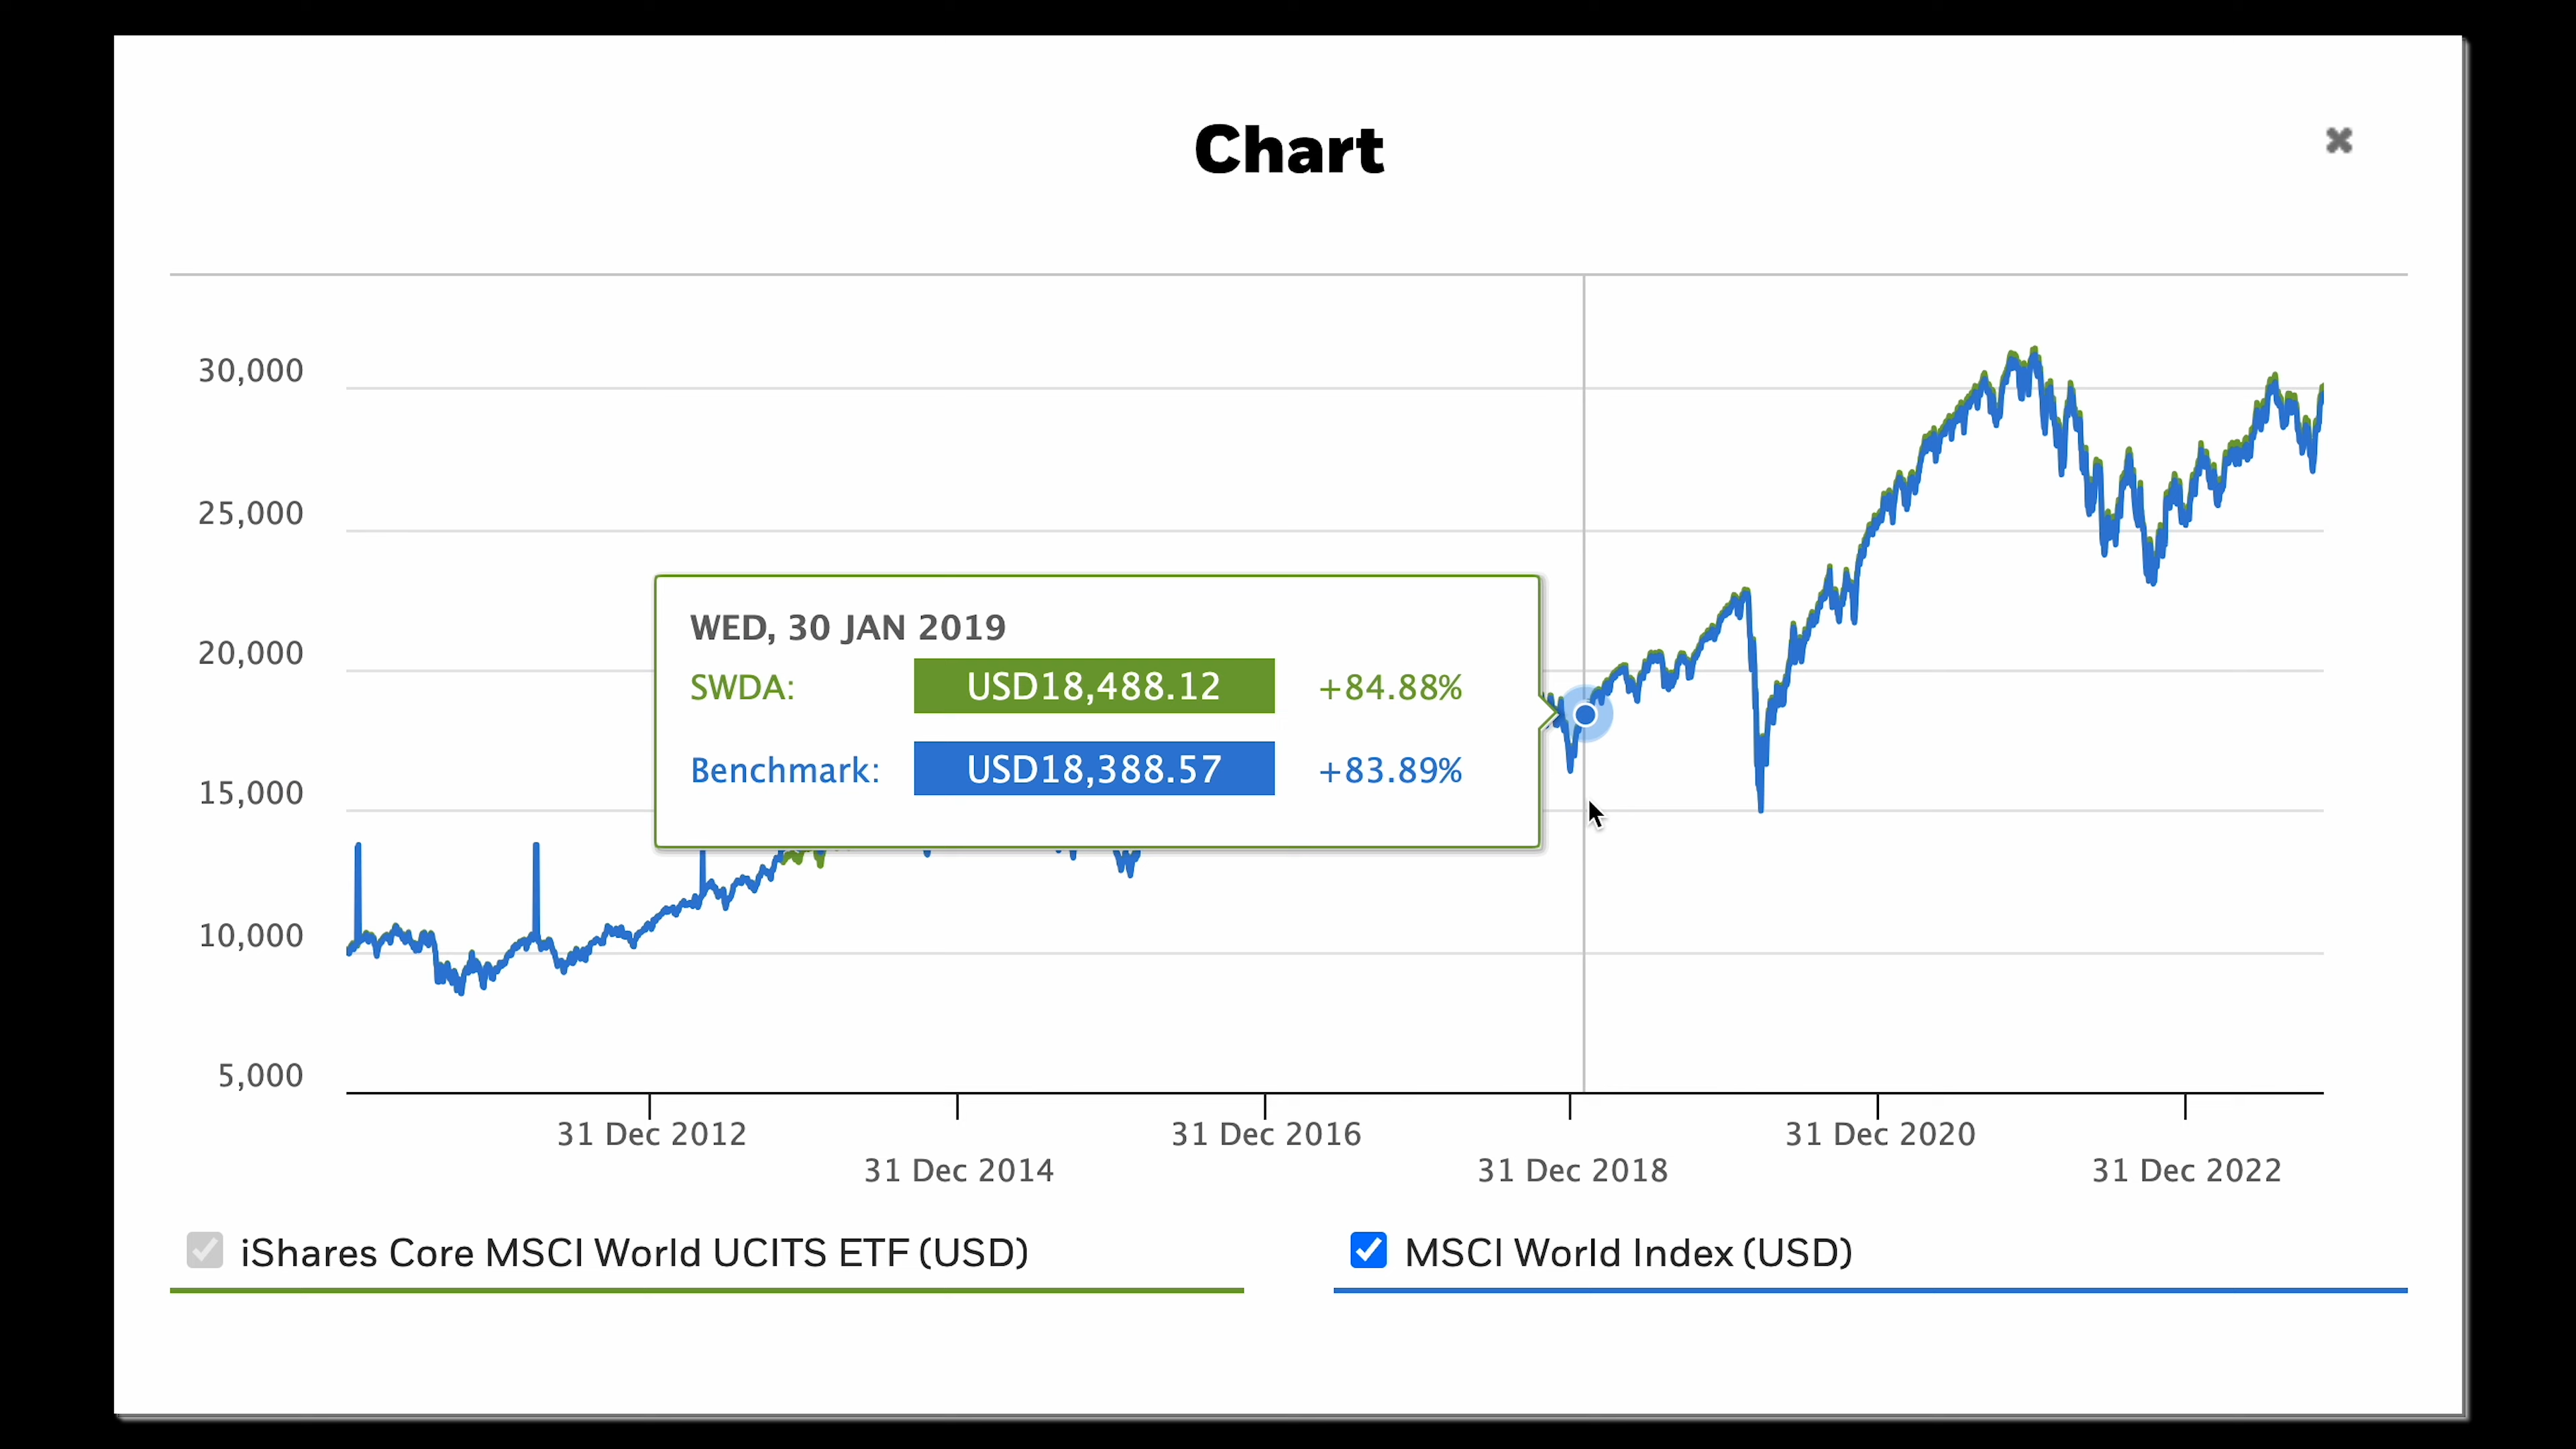 Chart
30,000
25,000
20,000
15,000
10,000
5,000
WED, 30 JAN 2019
SWDA: USD18,488.12 +84.88%
Benchmark: USD18,388.57 +83.89%
31 Dec 2012 31 Dec 2016 31 Dec 2020
31 Dec 2014 31 Dec 2018 31 Dec 2022
iShares Core MSCI World UCITS ETF (USD) MSCI World Index (USD)